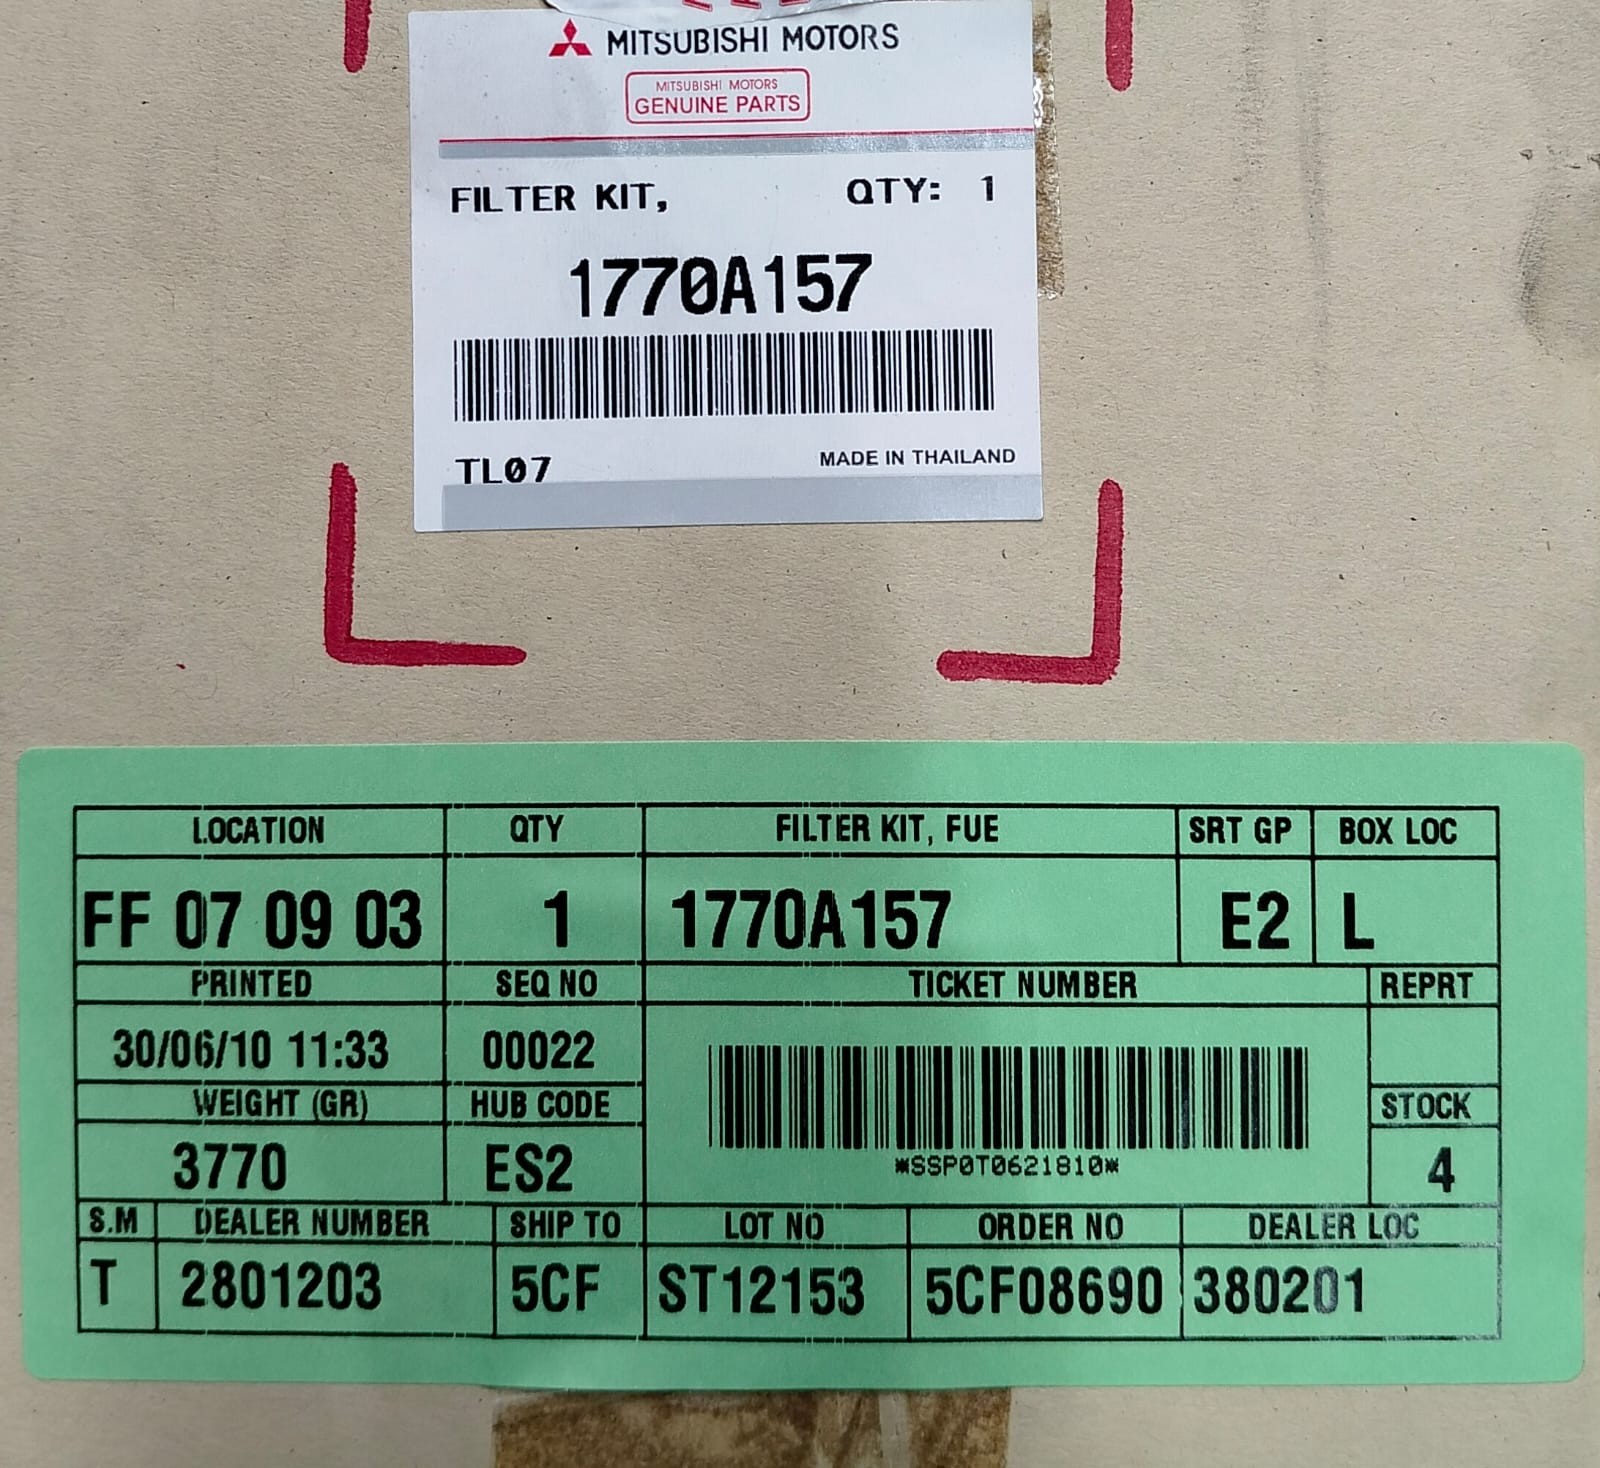 MITSUBISHI MOTORS
MITSUBISHI MOTORS
GENUINE PARTS
FILTER KIT, QTY: 1
1770A157
TL07 MADE IN THAILAND
LOCATION QTY FILTER KIT, FUE SRT GP BOX LOC
FF 07 09 03 1 1770A157 E2 L
PRINTED SEQ NO TICKET NUMBER REPRT
30/06/10 11:33 00022
WEIGHT (GR) HUB CODE STOCK
3770 ES2 *SSP0T0621810* 4
S.M DEALER NUMBER SHIP TO LOT NO ORDER NO DEALER LOC
T 2801203 5CF ST12153 5CF08690 380201